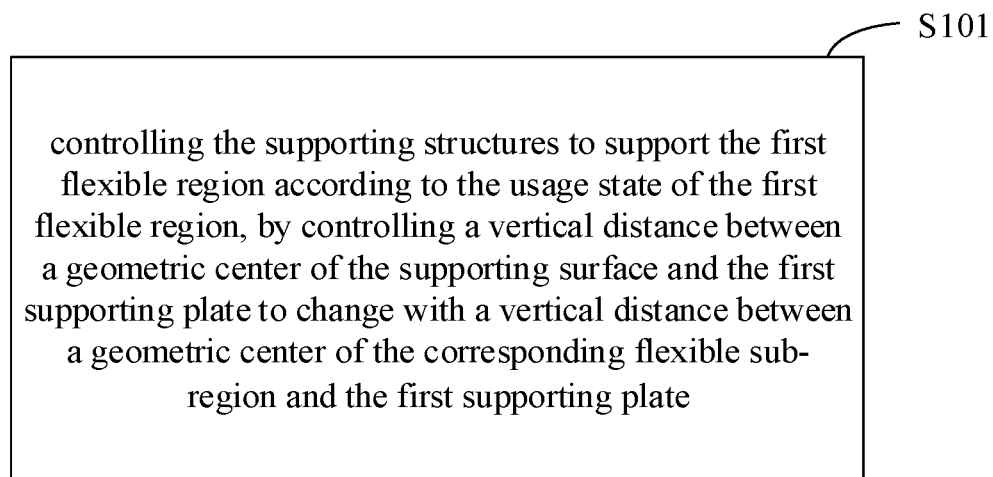 S101
controlling the supporting structures to support the first
flexible region according to the usage state of the first
flexible region, by controlling a vertical distance between
a geometric center of the supporting surface and the first
supporting plate to change with a vertical distance between
a geometric center of the corresponding flexible sub-
region and the first supporting plate